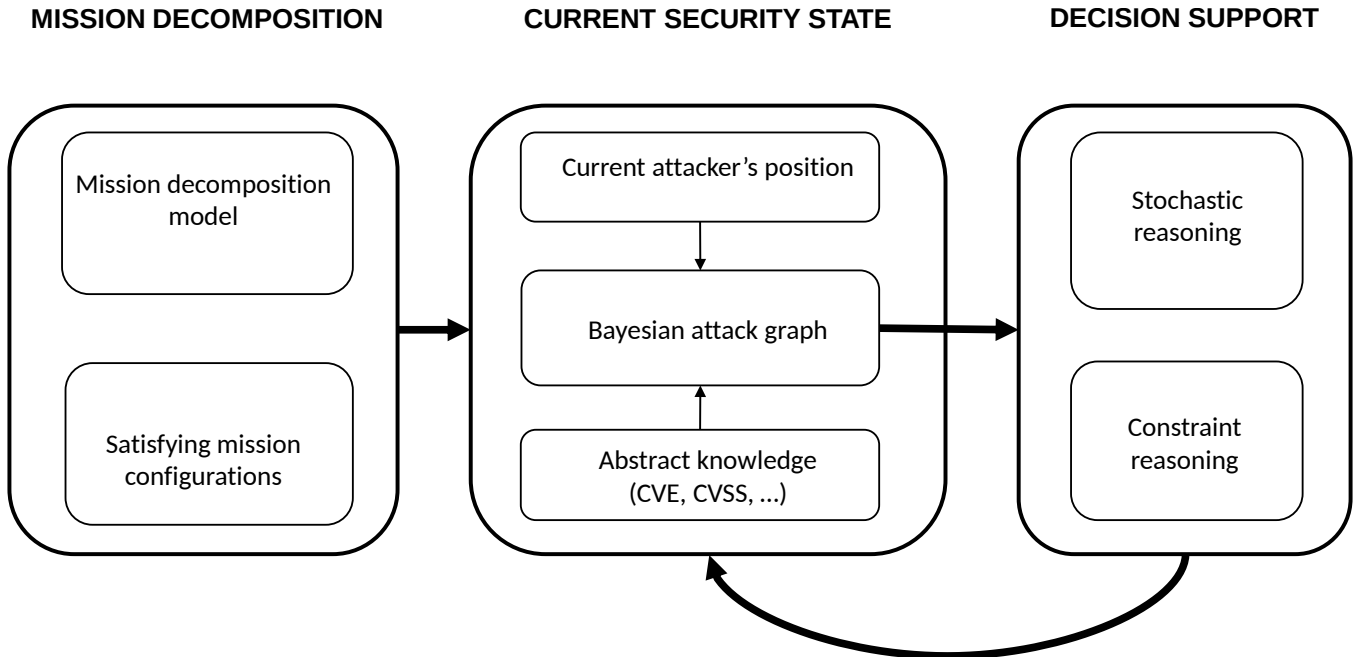 MISSION DECOMPOSITION
CURRENT SECURITY STATE
DECISION SUPPORT
Mission decomposition
model
Satisfying mission
configurations
Current attacker’s position
Bayesian attack graph
Abstract knowledge
(CVE, CVSS, ...)
Stochastic
reasoning
Constraint
reasoning